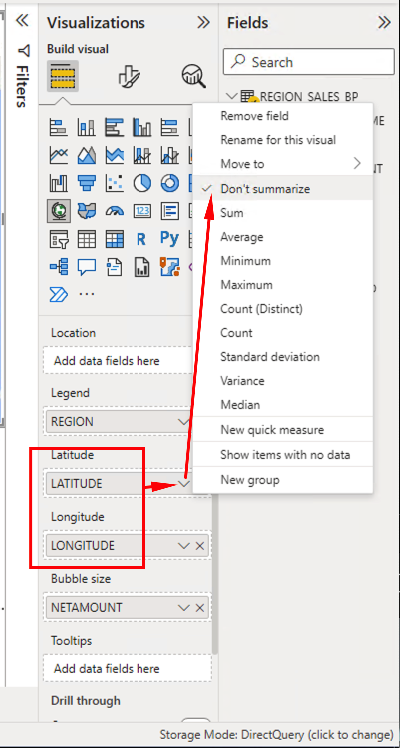 Visualizations
Fields
Filters
Build visual
Search
REGION_SALES_BP
Remove field
Rename for this visual
Move to
Don't summarize
Sum
Average
Minimum
Maximum
Count (Distinct)
Count
Standard deviation
Variance
Median
New quick measure
Show items with no data
New group
123
R
Py
Location
Add data fields here
Legend
REGION
Latitude
LATITUDE
Longitude
LONGITUDE
Bubble size
NETAMOUNT
Tooltips
Add data fields here
Drill through
Storage Mode: DirectQuery (click to change)